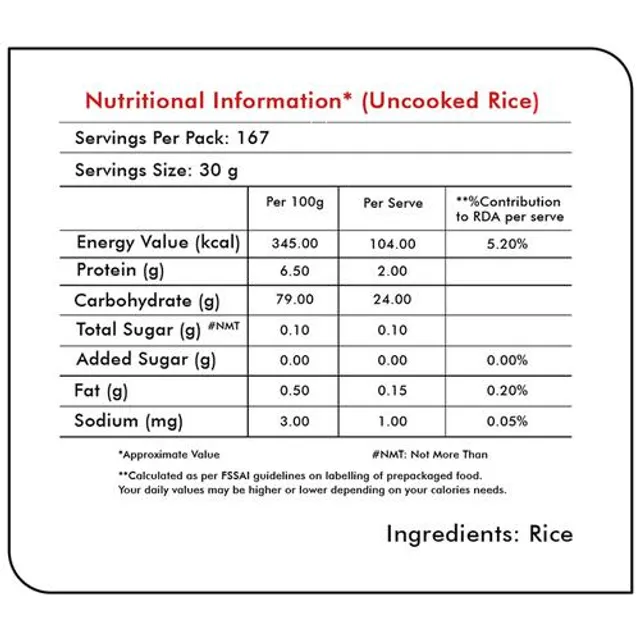 Nutritional Information* (Uncooked Rice)
Servings Per Pack: 167
Servings Size: 30 g
Per 100g Per Serve **%Contribution
to RDA per serve
Energy Value (kcal) 345.00 104.00 5.20%
Protein (g) 6.50 2.00
Carbohydrate (g) 79.00 24.00
Total Sugar (g) #NMT 0.10 0.10
Added Sugar (g) 0.00 0.00 0.00%
Fat (g) 0.50 0.15 0.20%
Sodium (mg) 3.00 1.00 0.05%
*Approximate Value #NMT: Not More Than
**Calculated as per FSSAI guidelines on labelling of prepackaged food.
Your daily values may be higher or lower depending on your calories needs.
Ingredients: Rice